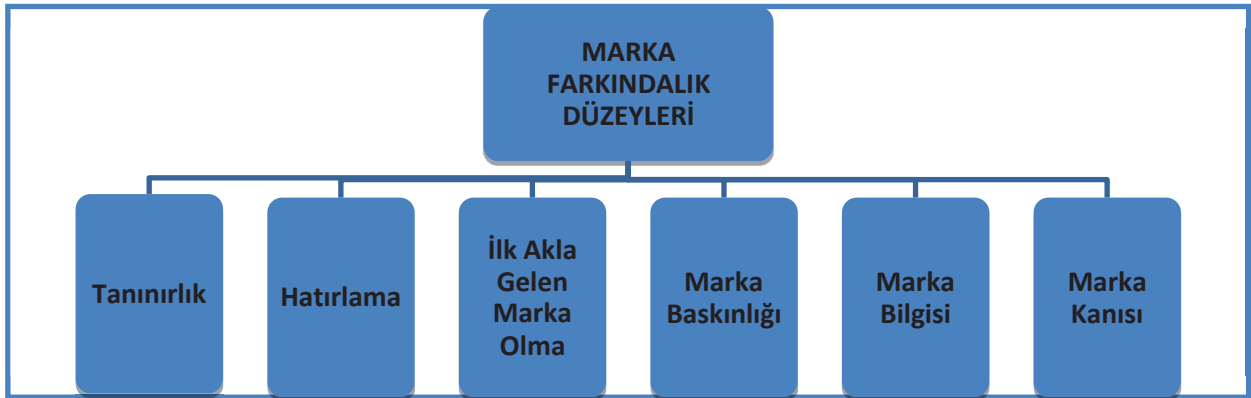 MARKA
FARKINDALIK
DÜZEYLERİ
Tanınırlık
Hatırlama
İlk Akla
Gelen
Marka
Olma
Marka
Baskınlığı
Marka
Bilgisi
Marka
Kanısı